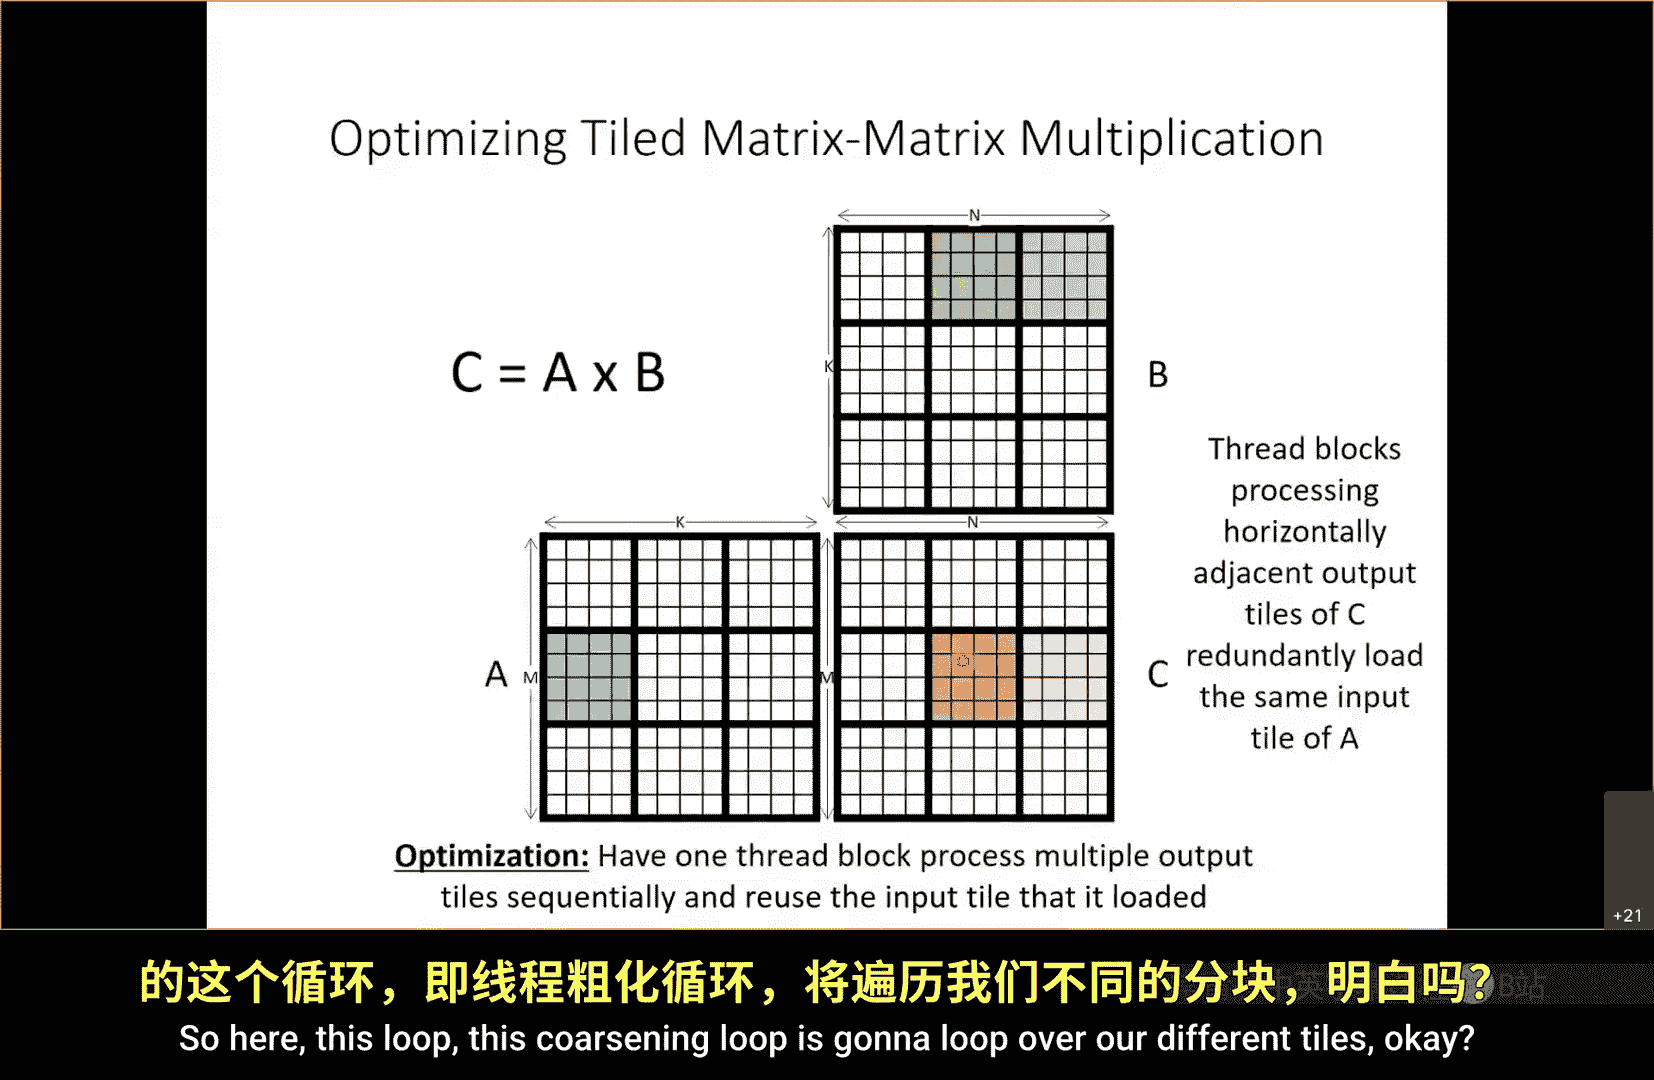 Optimizing Tiled Matrix-Matrix Multiplication
N
K
B
C = A x B
Thread blocks
processing
horizontally
adjacent output
tiles of C
redundantly load
the same input
tile of A
K
N
A
M
M
C
Optimization: Have one thread block process multiple output
tiles sequentially and reuse the input tile that it loaded
+21
的这个循环，即线程粗化循环，将遍历我们不同的分块，明白吗？
B站
So here, this loop, this coarsening loop is gonna loop over our different tiles, okay?